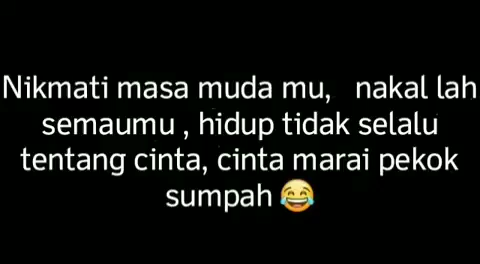 Nikmati masa muda mu, nakal lah
semaumu , hidup tidak selalu
tentang cinta, cinta marai pekok
sumpah 😂